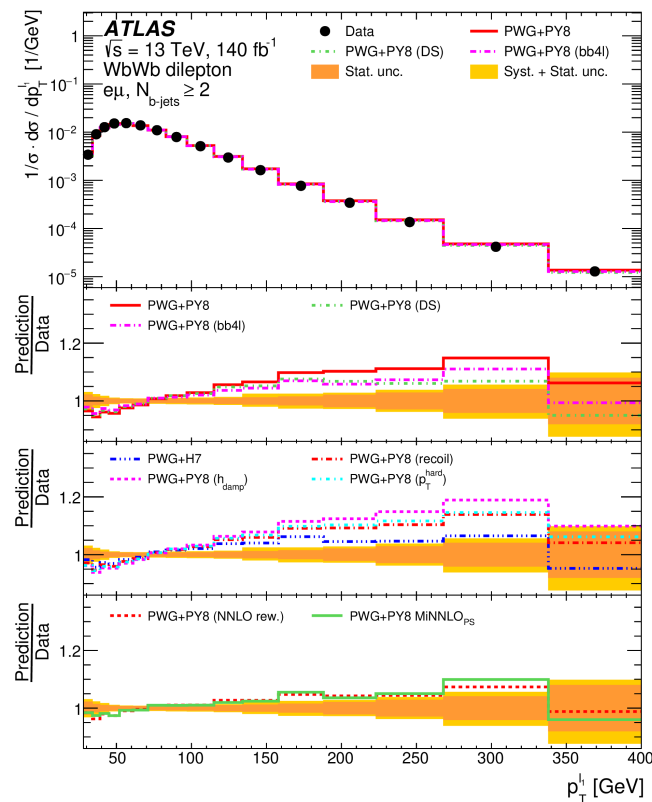 ATLAS
√s = 13 TeV, 140 fb⁻¹
WbWb dilepton
eμ, N_b-jets ≥ 2
Data
PWG+PY8
PWG+PY8 (DS)
PWG+PY8 (bb4l)
Stat. unc.
Syst. + Stat. unc.
1/σ · dσ / dp_T^l₁ [1/GeV]
1
10⁻¹
10⁻²
10⁻³
10⁻⁴
10⁻⁵
PWG+PY8
PWG+PY8 (DS)
PWG+PY8 (bb4l)
Prediction
Data
1.2
1
PWG+H7
PWG+PY8 (recoil)
PWG+PY8 (h_damp)
PWG+PY8 (p_T^hard)
Prediction
Data
1.2
1
PWG+PY8 (NNLO rew.)
PWG+PY8 MiNNLO_PS
Prediction
Data
1.2
1
50 100 150 200 250 300 350 400
p_T^l₁ [GeV]